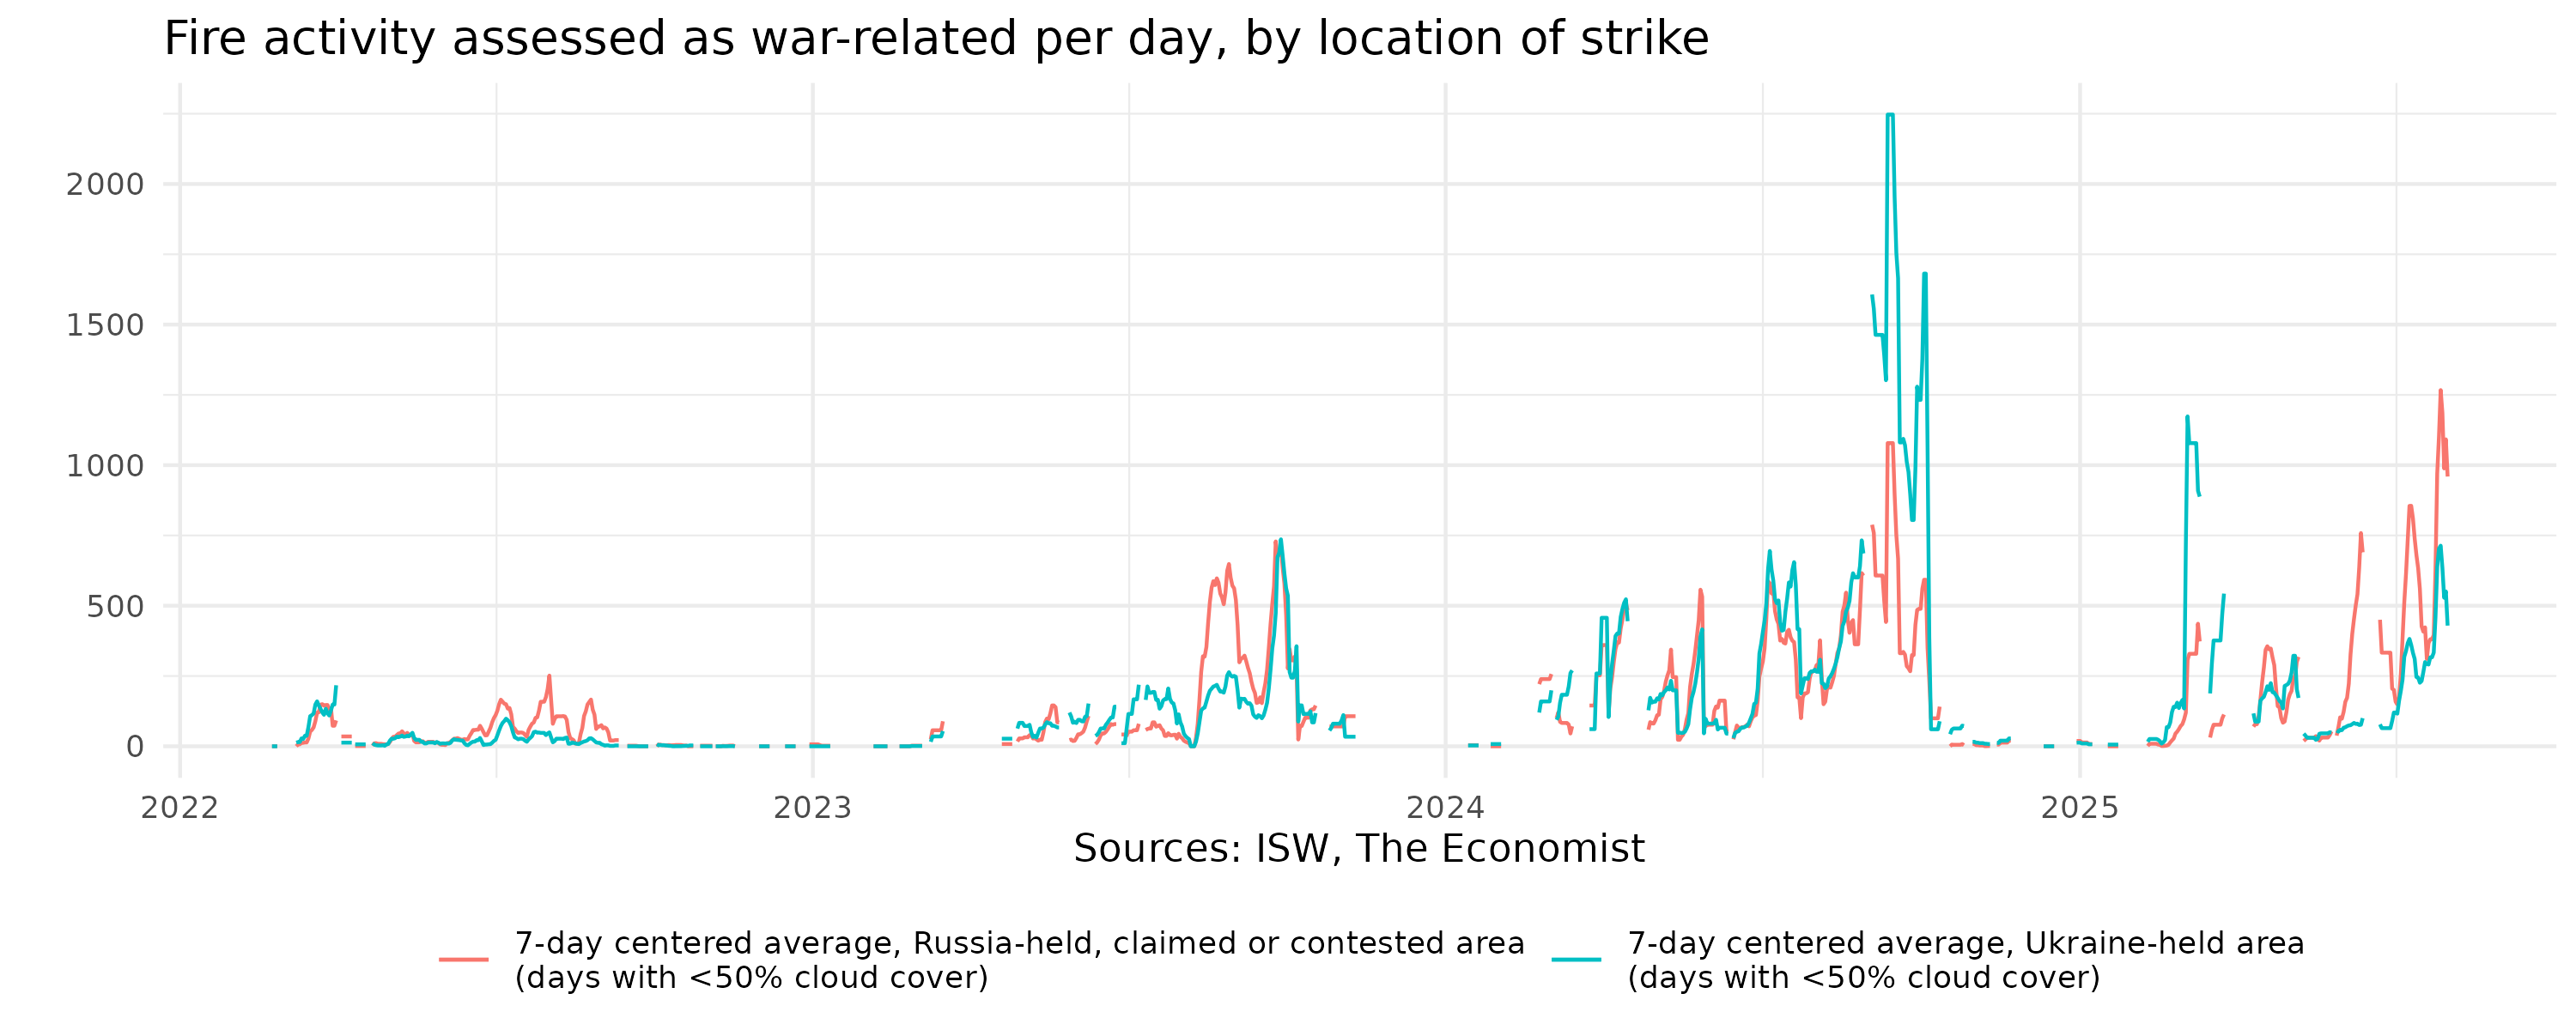 Fire activity assessed as war-related per day, by location of strike
2000
1500
1000
500
0
2022
2023
2024
2025
Sources: ISW, The Economist
7-day centered average, Russia-held, claimed or contested area
(days with <50% cloud cover)
7-day centered average, Ukraine-held area
(days with <50% cloud cover)